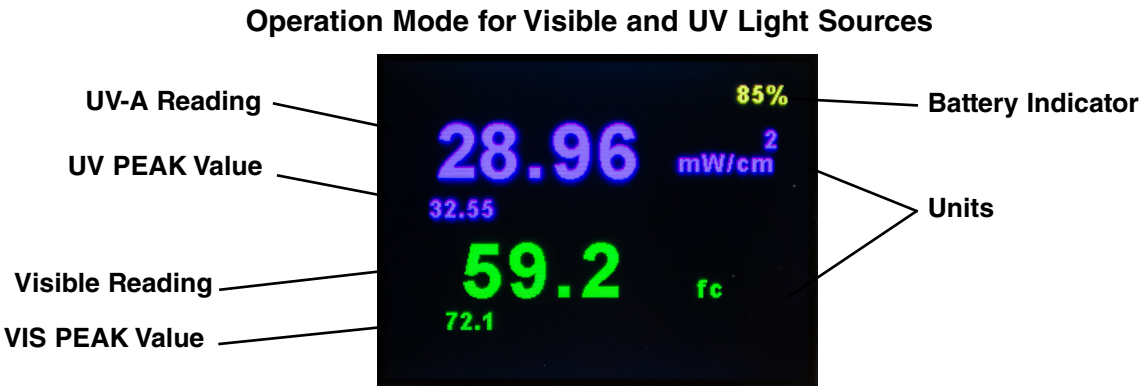 Operation Mode for Visible and UV Light Sources
85%
UV-A Reading
Battery Indicator
28.96 mW/cm2
UV PEAK Value
32.55
Units
59.2 fc
Visible Reading
72.1
VIS PEAK Value